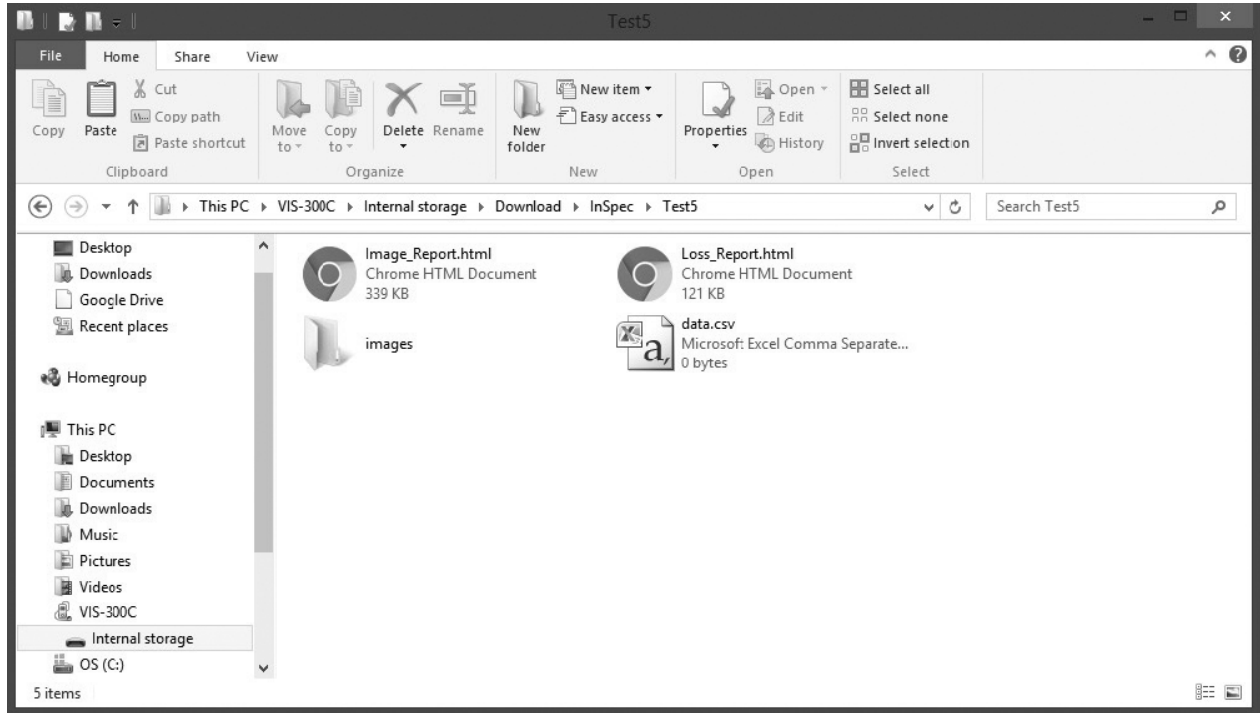 Test5
File Home Share View
Copy
Paste
Cut
Copy path
Paste shortcut
Clipboard
Move to
Copy to
Delete
Rename
Organize
New folder
New item
Easy access
New
Properties
Open
Edit
History
Open
Select all
Select none
Invert selection
Select
This PC VIS-300C Internal storage Download InSpec Test5
Search Test5
Desktop
Downloads
Google Drive
Recent places
Homegroup
This PC
Desktop
Documents
Downloads
Music
Pictures
Videos
VIS-300C
Internal storage
OS (C:)
Image_Report.html
Chrome HTML Document
339 KB
Loss_Report.html
Chrome HTML Document
121 KB
images
data.csv
Microsoft Excel Comma Separate...
0 bytes
5 items